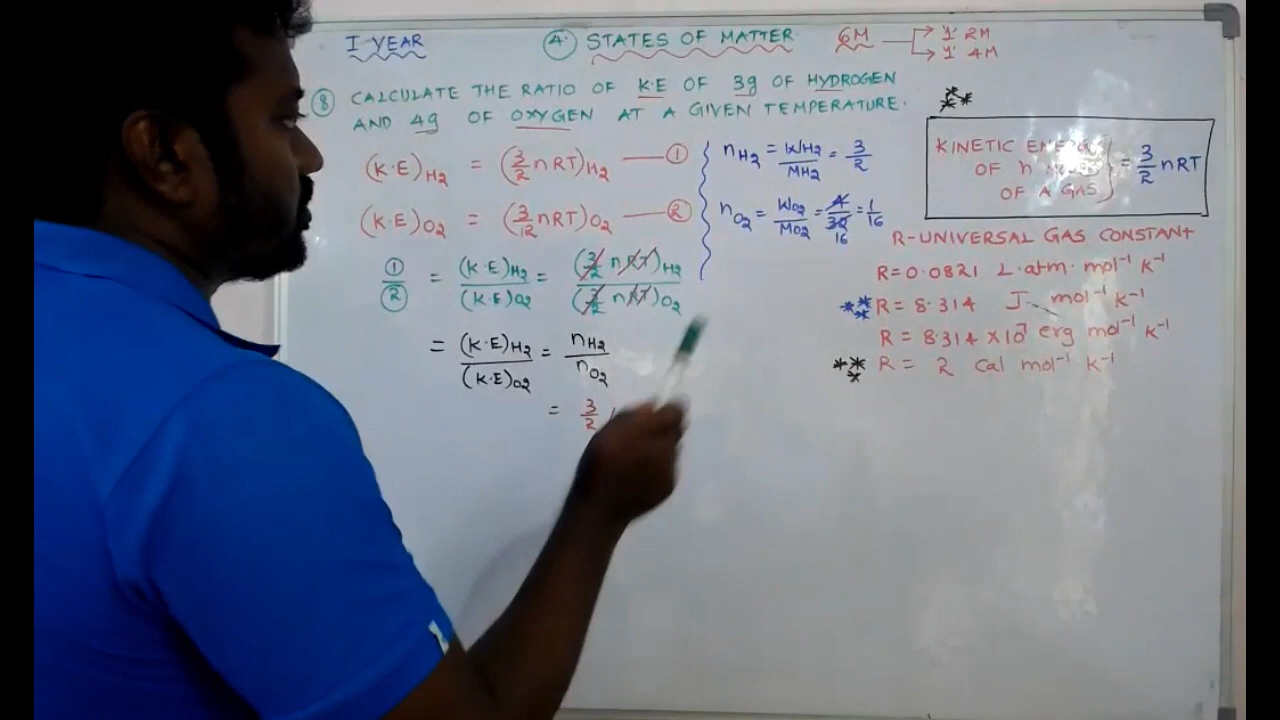 I YEAR
4. STATES OF MATTER
6M
1' 2M
1' 4M
8 CALCULATE THE RATIO OF K.E OF 3g OF HYDROGEN
AND 4g OF OXYGEN AT A GIVEN TEMPERATURE.
(K.E)H2 = (3/2 nRT)H2 — 1
(K.E)O2 = (3/12 nRT)O2 — 2
1/2 = (K.E)H2/(K.E)O2 = (3/2 nRT)H2/(3/2 nRT)O2
= (K.E)H2/(K.E)O2 = nH2/nO2
= 3/2 /
nH2 = WH2/MH2 = 3/2
nO2 = WO2/MO2 = 4/32 16 = 1/16
KINETIC
OF n
OF A GAS } = 3/2 nRT
R-UNIVERSAL GAS CONSTANT
R=0.0821 L.atm.mol⁻¹ K⁻¹
** ** R = 8.314 J mol⁻¹ K⁻¹
R = 8.314 ×10⁷ erg mol⁻¹ K⁻¹
*** R = 2 Cal mol⁻¹ K⁻¹